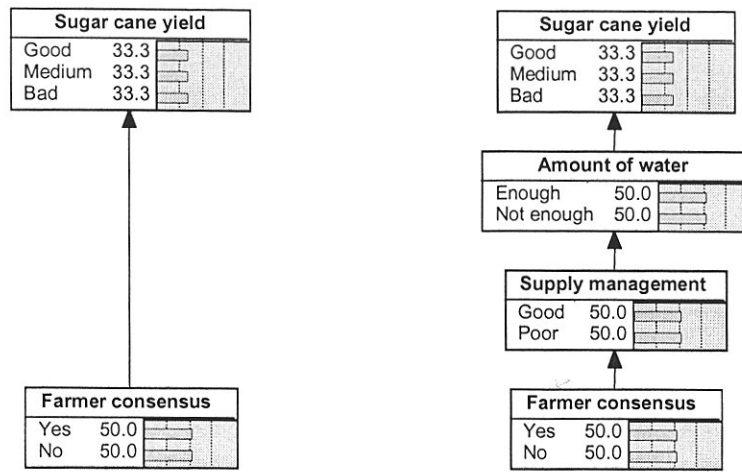 Sugar cane yield
Good 33.3
Medium 33.3
Bad 33.3
Farmer consensus
Yes 50.0
No 50.0
Sugar cane yield
Good 33.3
Medium 33.3
Bad 33.3
Amount of water
Enough 50.0
Not enough 50.0
Supply management
Good 50.0
Poor 50.0
Farmer consensus
Yes 50.0
No 50.0